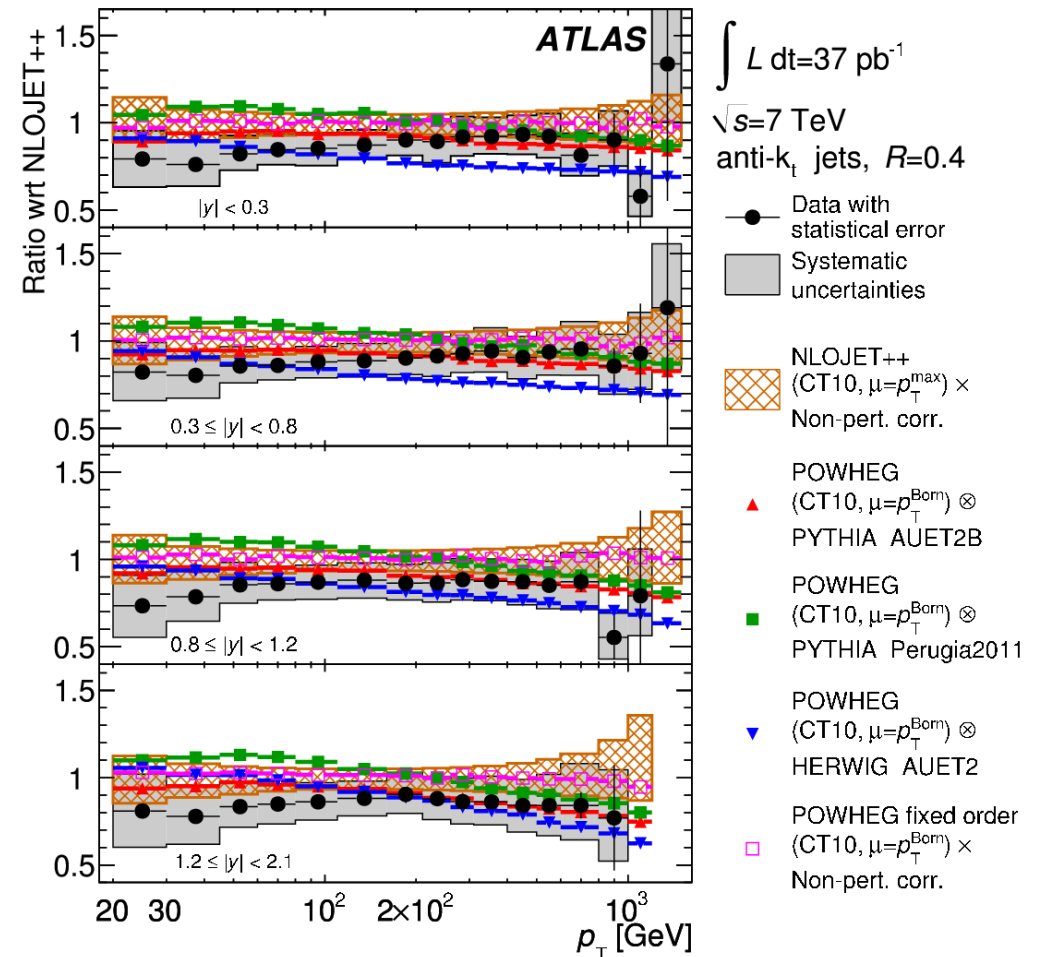 Ratio wrt NLOJET++
ATLAS
1.5
1
0.5
|y| < 0.3
1.5
1
0.5
0.3 ≤ |y| < 0.8
1.5
1
0.5
0.8 ≤ |y| < 1.2
1.5
1
0.5
1.2 ≤ |y| < 2.1
20 30 10² 2×10² 10³
p_T [GeV]
∫ L dt=37 pb⁻¹
√s=7 TeV
anti-k_t jets, R=0.4
Data with
statistical error
Systematic
uncertainties
NLOJET++
(CT10, μ=p_T^max) ×
Non-pert. corr.
POWHEG
(CT10, μ=p_T^Born) ⊗
PYTHIA AUET2B
POWHEG
(CT10, μ=p_T^Born) ⊗
PYTHIA Perugia2011
POWHEG
(CT10, μ=p_T^Born) ⊗
HERWIG AUET2
POWHEG fixed order
(CT10, μ=p_T^Born) ×
Non-pert. corr.